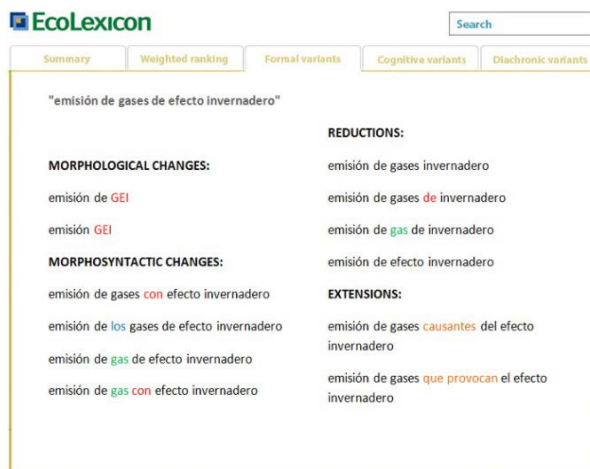 EcoLexicon
Search
Summary
Weighted ranking
Formal variants
Cognitive variants
Diachronic variants
"emisión de gases de efecto invernadero"
MORPHOLOGICAL CHANGES:
emisión de GEI
emisión GEI
MORPHOSYNTACTIC CHANGES:
emisión de gases con efecto invernadero
emisión de los gases de efecto invernadero
emisión de gas de efecto invernadero
emisión de gas con efecto invernadero
REDUCTIONS:
emisión de gases invernadero
emisión de gases de invernadero
emisión de gas de invernadero
emisión de efecto invernadero
EXTENSIONS:
emisión de gases causantes del efecto
invernadero
emisión de gases que provocan el efecto
invernadero